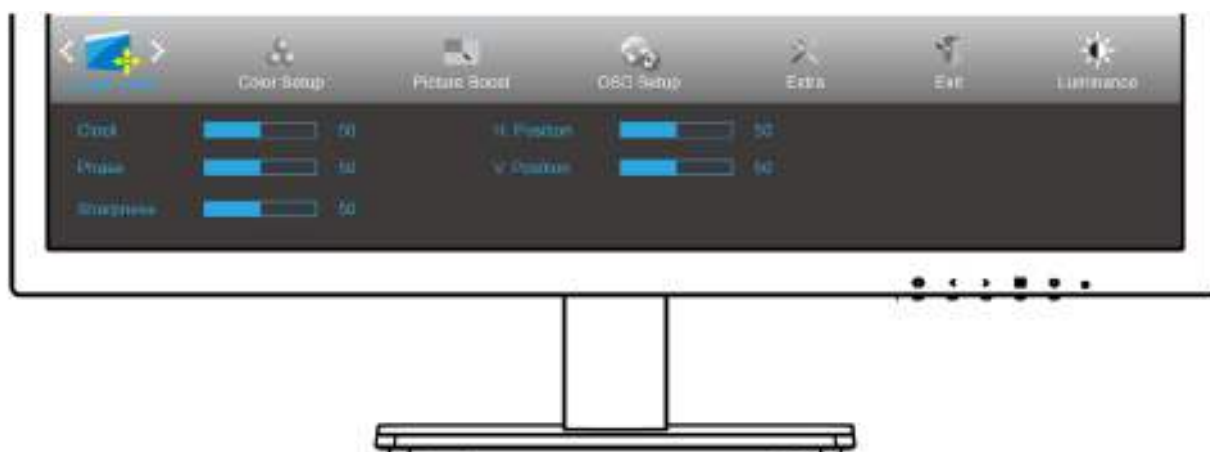 Color Setup Picture Boost OSD Setup Extra Exit Luminance
Clock 50 H. Position 50
Phase 50 V. Position 50
Sharpness 50